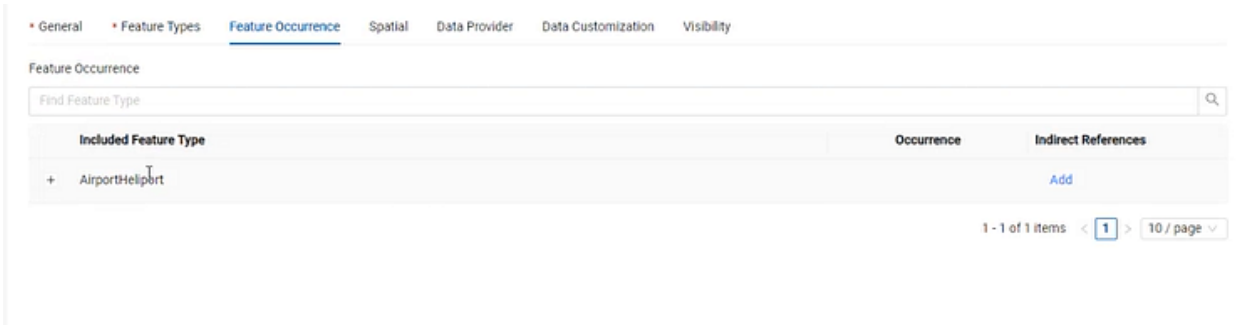 * General * Feature Types Feature Occurrence Spatial Data Provider Data Customization Visibility
Feature Occurrence
Find Feature Type
Included Feature Type Occurrence Indirect References
+ AirportHeliport Add
1 - 1 of 1 items < 1 > 10 / page